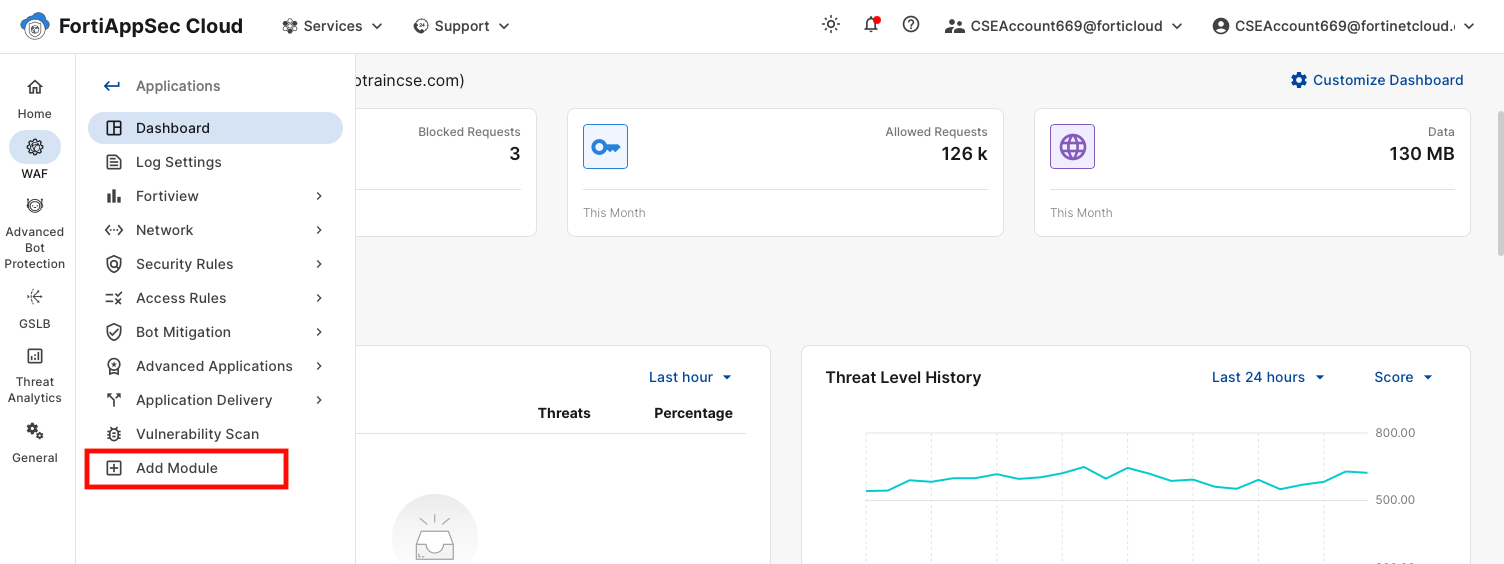 FortiAppSec Cloud
Services
Support
24
CSEAccount669@forticloud
CSEAccount669@fortinetcloud.
Home
WAF
Advanced
Bot
Protection
GSLB
Threat
Analytics
General
Applications
Dashboard
Log Settings
Fortiview
Network
Security Rules
Access Rules
Bot Mitigation
Advanced Applications
Application Delivery
Vulnerability Scan
Add Module
otraincse.com)
Customize Dashboard
Blocked Requests
3
Allowed Requests
126 k
This Month
Data
130 MB
This Month
Last hour
Threats
Percentage
Threat Level History
Last 24 hours
Score
800.00
500.00